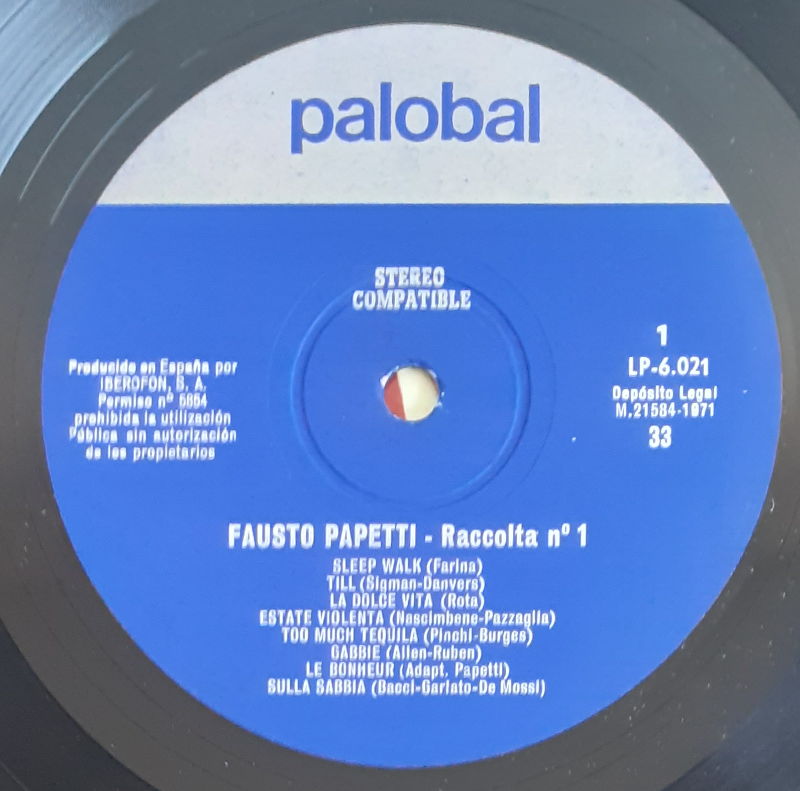 palobal
STEREO
COMPATIBLE
Producido en España por
IBEROFON, S. A.
Permiso nº 5854
prohibida la utilización
Pública sin autorización
de los propietarios
1
LP-6.021
Depósito Legal
M.21584-1971
33
FAUSTO PAPETTI - Raccolta nº 1
SLEEP WALK (Farina)
TILL (Sigman-Danvers)
LA DOLCE VITA (Rota)
ESTATE VIOLENTA (Nascimbene-Pazzaglia)
TOO MUCH TEQUILA (Pinchi-Burges)
GABBIE (Allen-Ruben)
LE BONHEUR (Adapt. Papetti)
SULLA SABBIA (Bacci-Garlato-De Mossi)